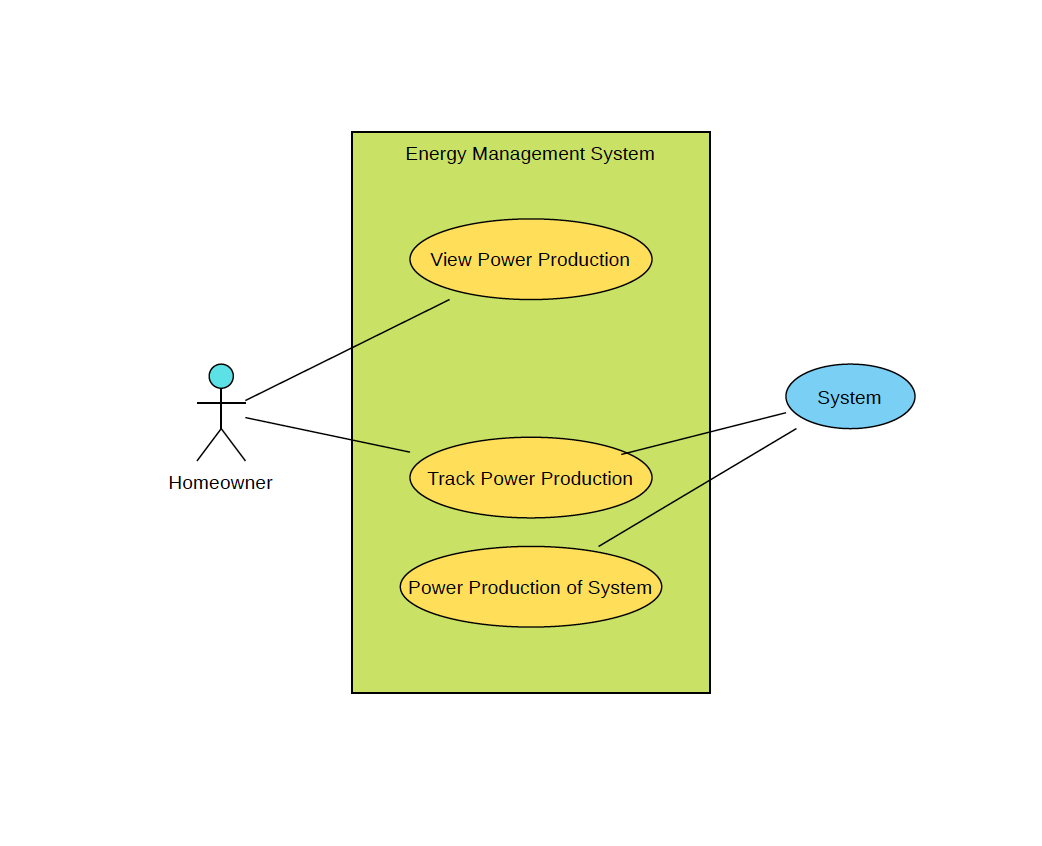 Energy Management System
View Power Production
System
Track Power Production
Homeowner
Power Production of System